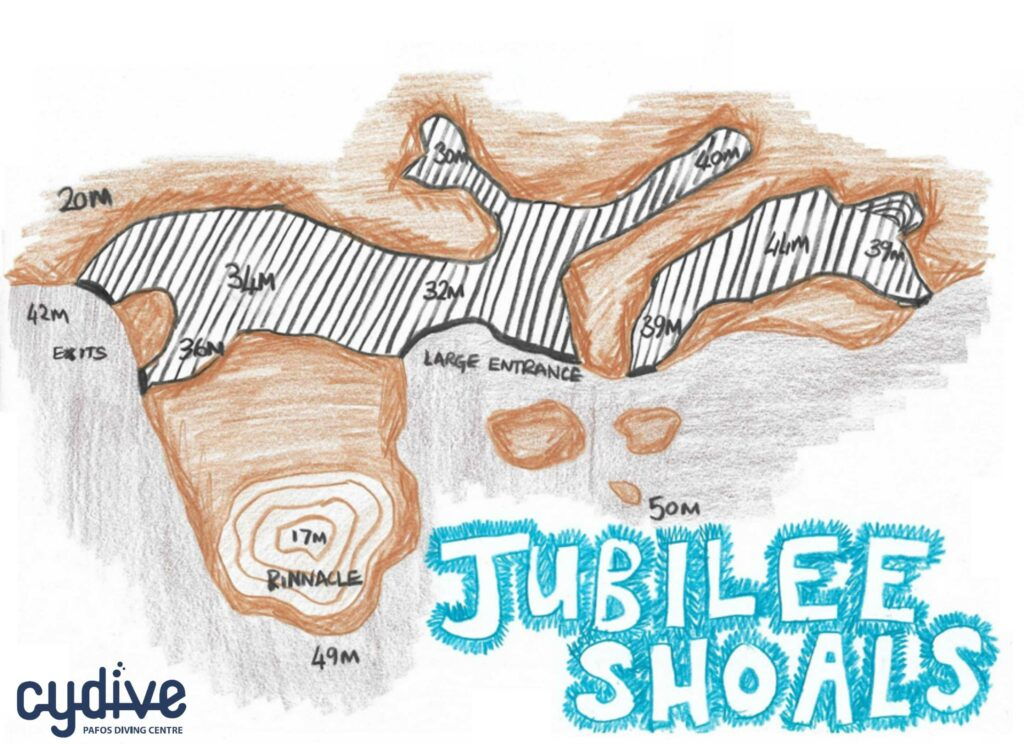 30M
40M
20M
44M
39M
34M
32M
42M
39M
EXITS
36M
LARGE ENTRANCE
50M
17M
PINNACLE
49M
JUBILEE
SHOALS
cydive
PAFOS DIVING CENTRE